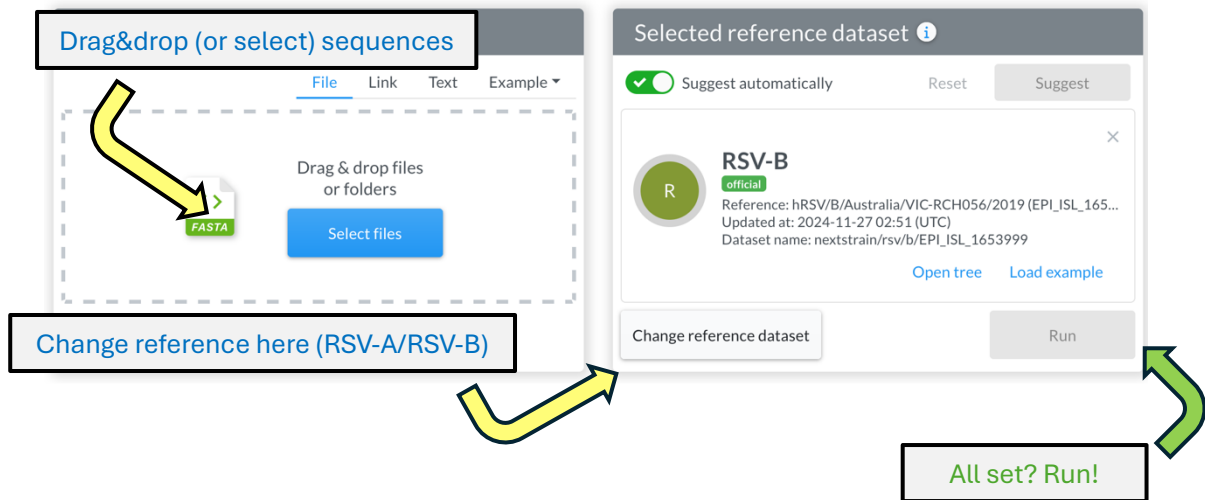 Drag&drop (or select) sequences
File Link Text Example
Drag & drop files
or folders
FASTA
Select files
Change reference here (RSV-A/RSV-B)
Selected reference dataset i
Suggest automatically Reset Suggest
R
RSV-B
official
Reference: hRSV/B/Australia/VIC-RCH056/2019 (EPI_ISL_165...
Updated at: 2024-11-27 02:51 (UTC)
Dataset name: nextstrain/rsv/b/EPI_ISL_1653999
Open tree Load example
Change reference dataset Run
All set? Run!